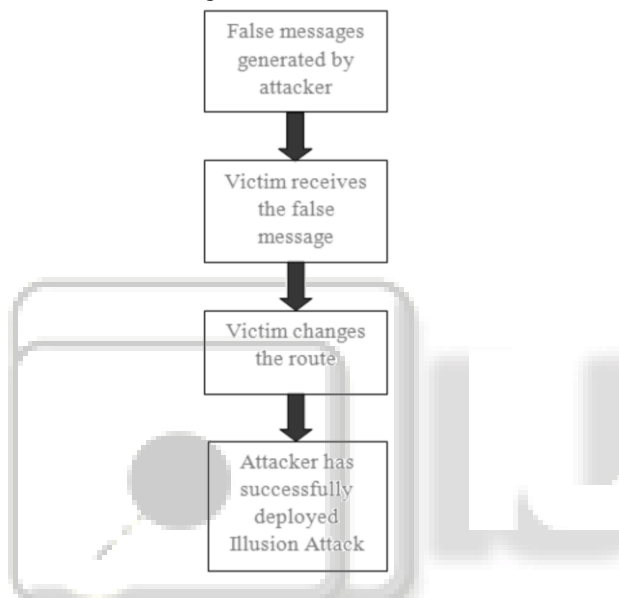 False messages
generated by
attacker
Victim receives
the false
message
Victim changes
the route
Attacker has
successfully
deployed
Illusion Attack